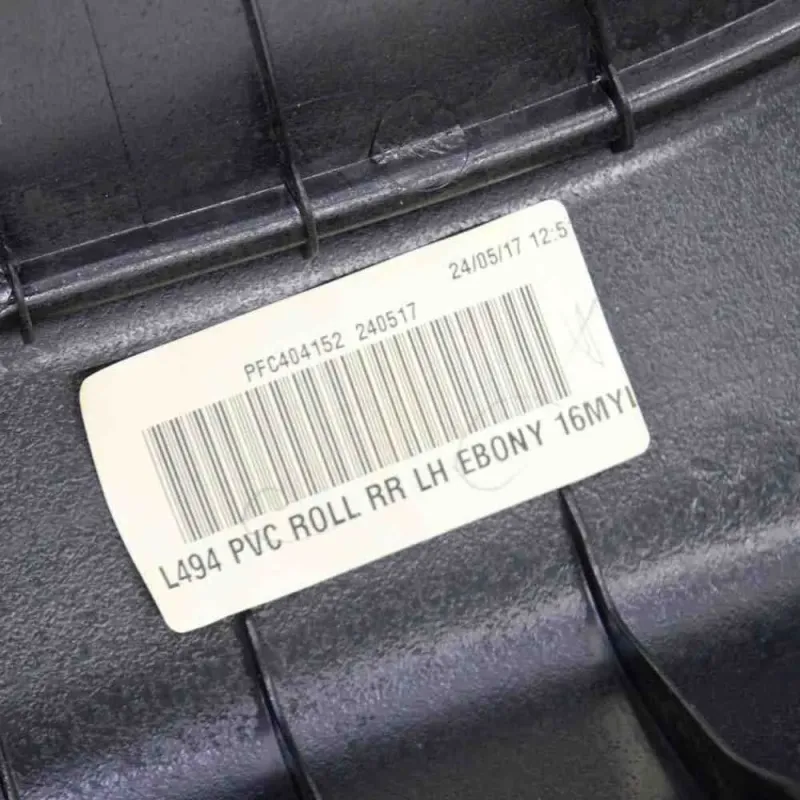 24/05/17 12:5
PFC404152 240517
L494 PVC ROLL RR LH EBONY 16MY